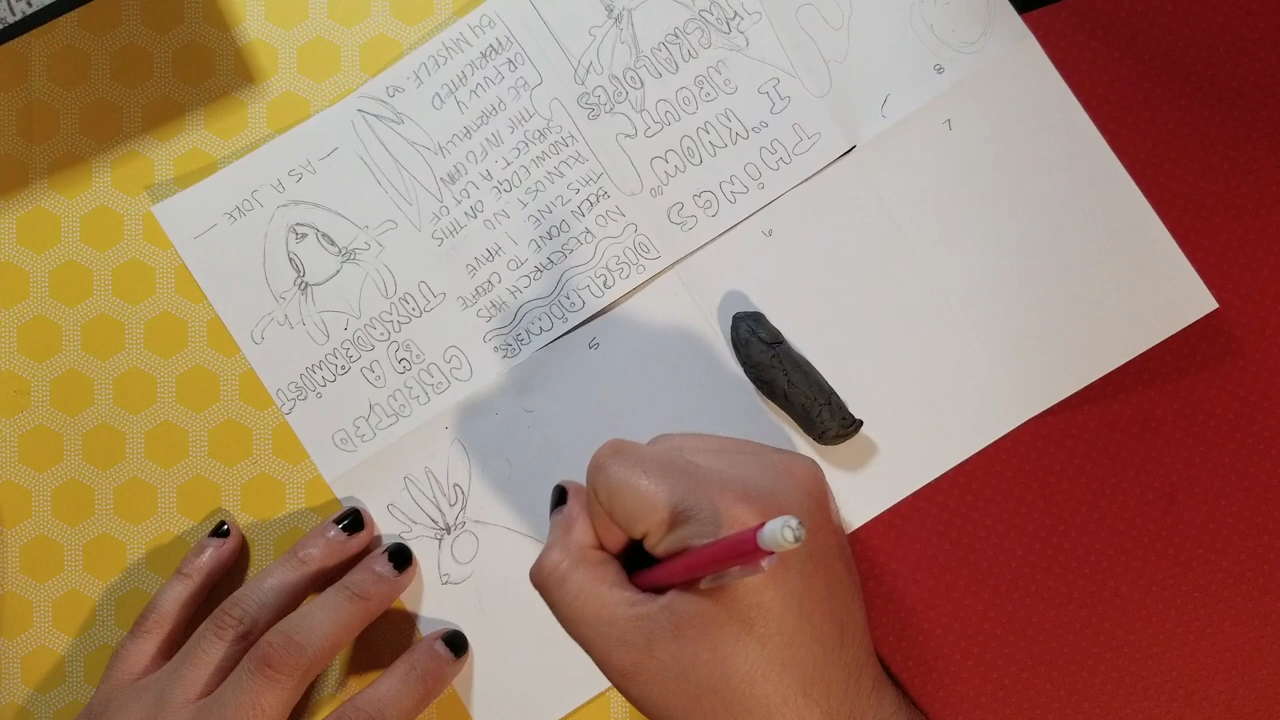 THINGS
I "KNOW"
ABOUT
JACKALOPES
DISCLAIMER:
NO RESEARCH HAS
BEEN DONE TO CREATE
THIS ZINE. I HAVE
ALMOST NO
KNOWLEDGE ON THIS
SUBJECT. A LOT OF
THIS INFO CAN
BE PARTIALLY
OR FULLY
FABRICATED
BY MYSELF.
CREATED
BY A
TAXADERMIST
— AS A JOKE —
5
6
7
8